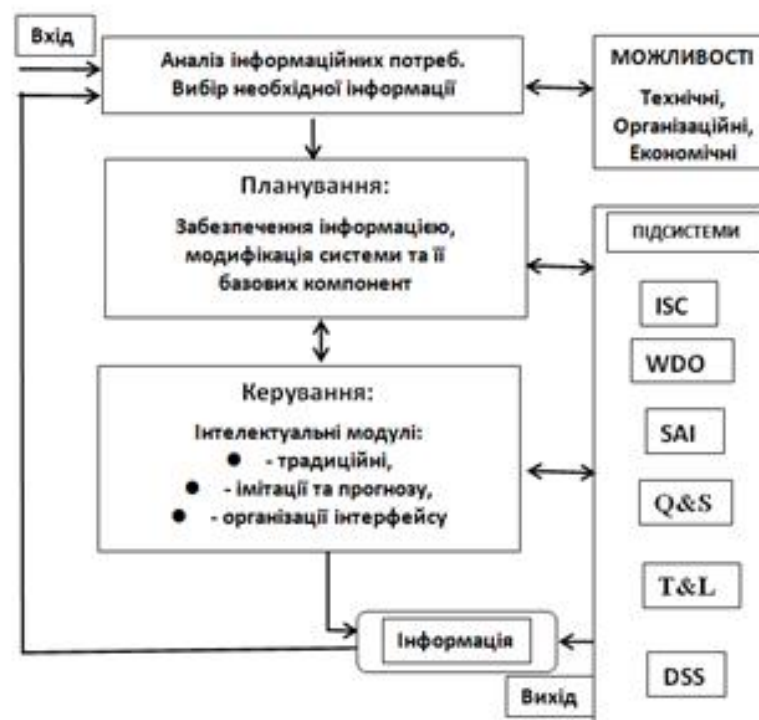 Вхід
Аналіз інформаційних потреб.
Вибір необхідної інформації
МОЖЛИВОСТІ
Технічні,
Організаційні,
Економічні
Планування:
Забезпечення інформацією,
модифікація системи та її
базових компонент
ПІДСИСТЕМИ
ISC
WDO
SAI
Q&S
T&L
DSS
Керування:
Інтелектуальні модулі:
● - традиційні,
● - імітації та прогнозу,
● - організації інтерфейсу
Інформація
Вихід